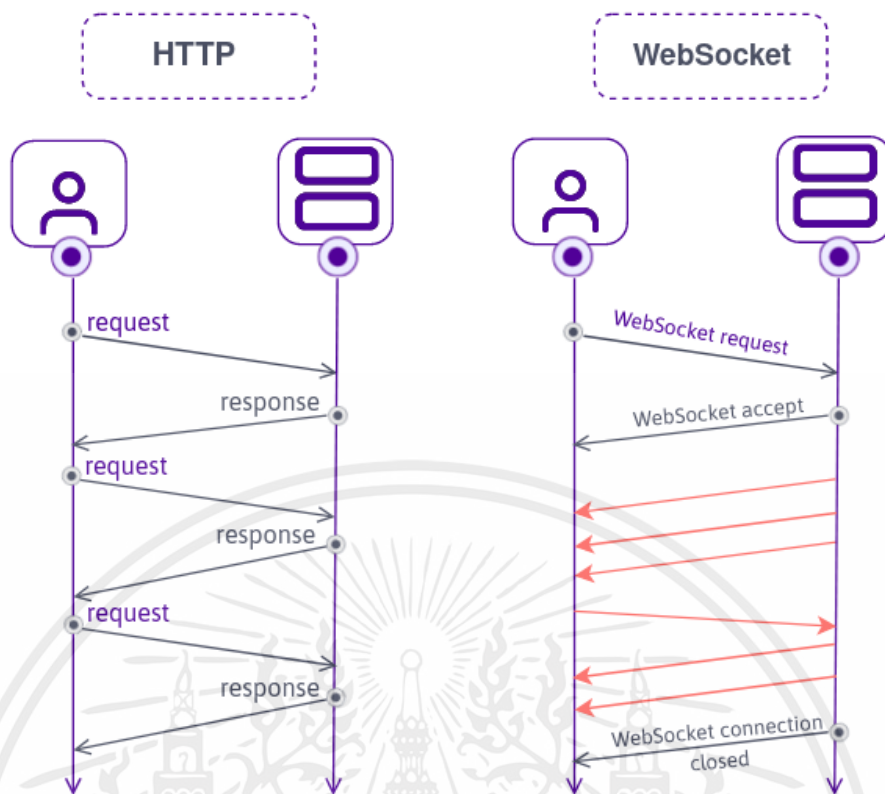 HTTP
WebSocket
request
response
request
response
request
response
WebSocket request
WebSocket accept
WebSocket connection
closed